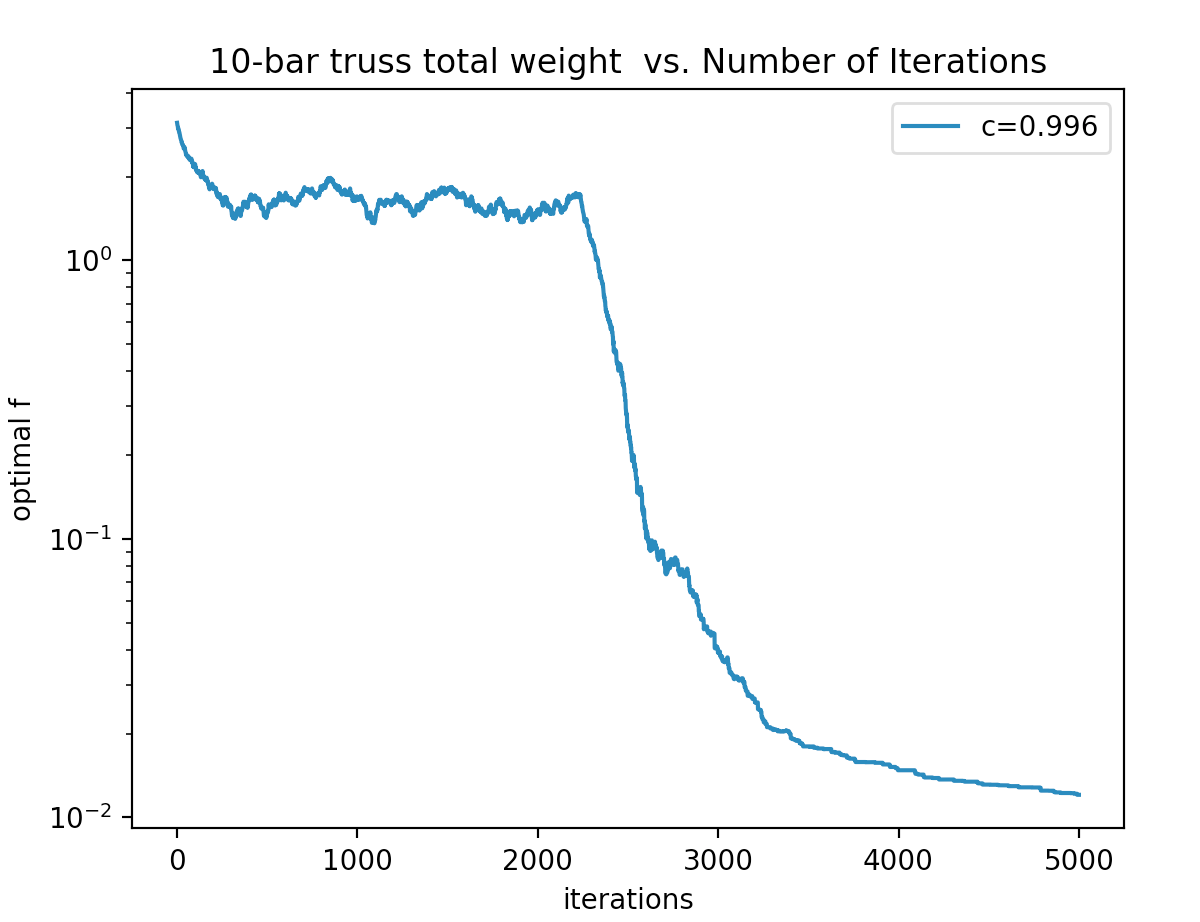 10-bar truss total weight  vs. Number of Iterations
c=0.996
optimal f
10⁰
10⁻¹
10⁻²
0 1000 2000 3000 4000 5000
iterations